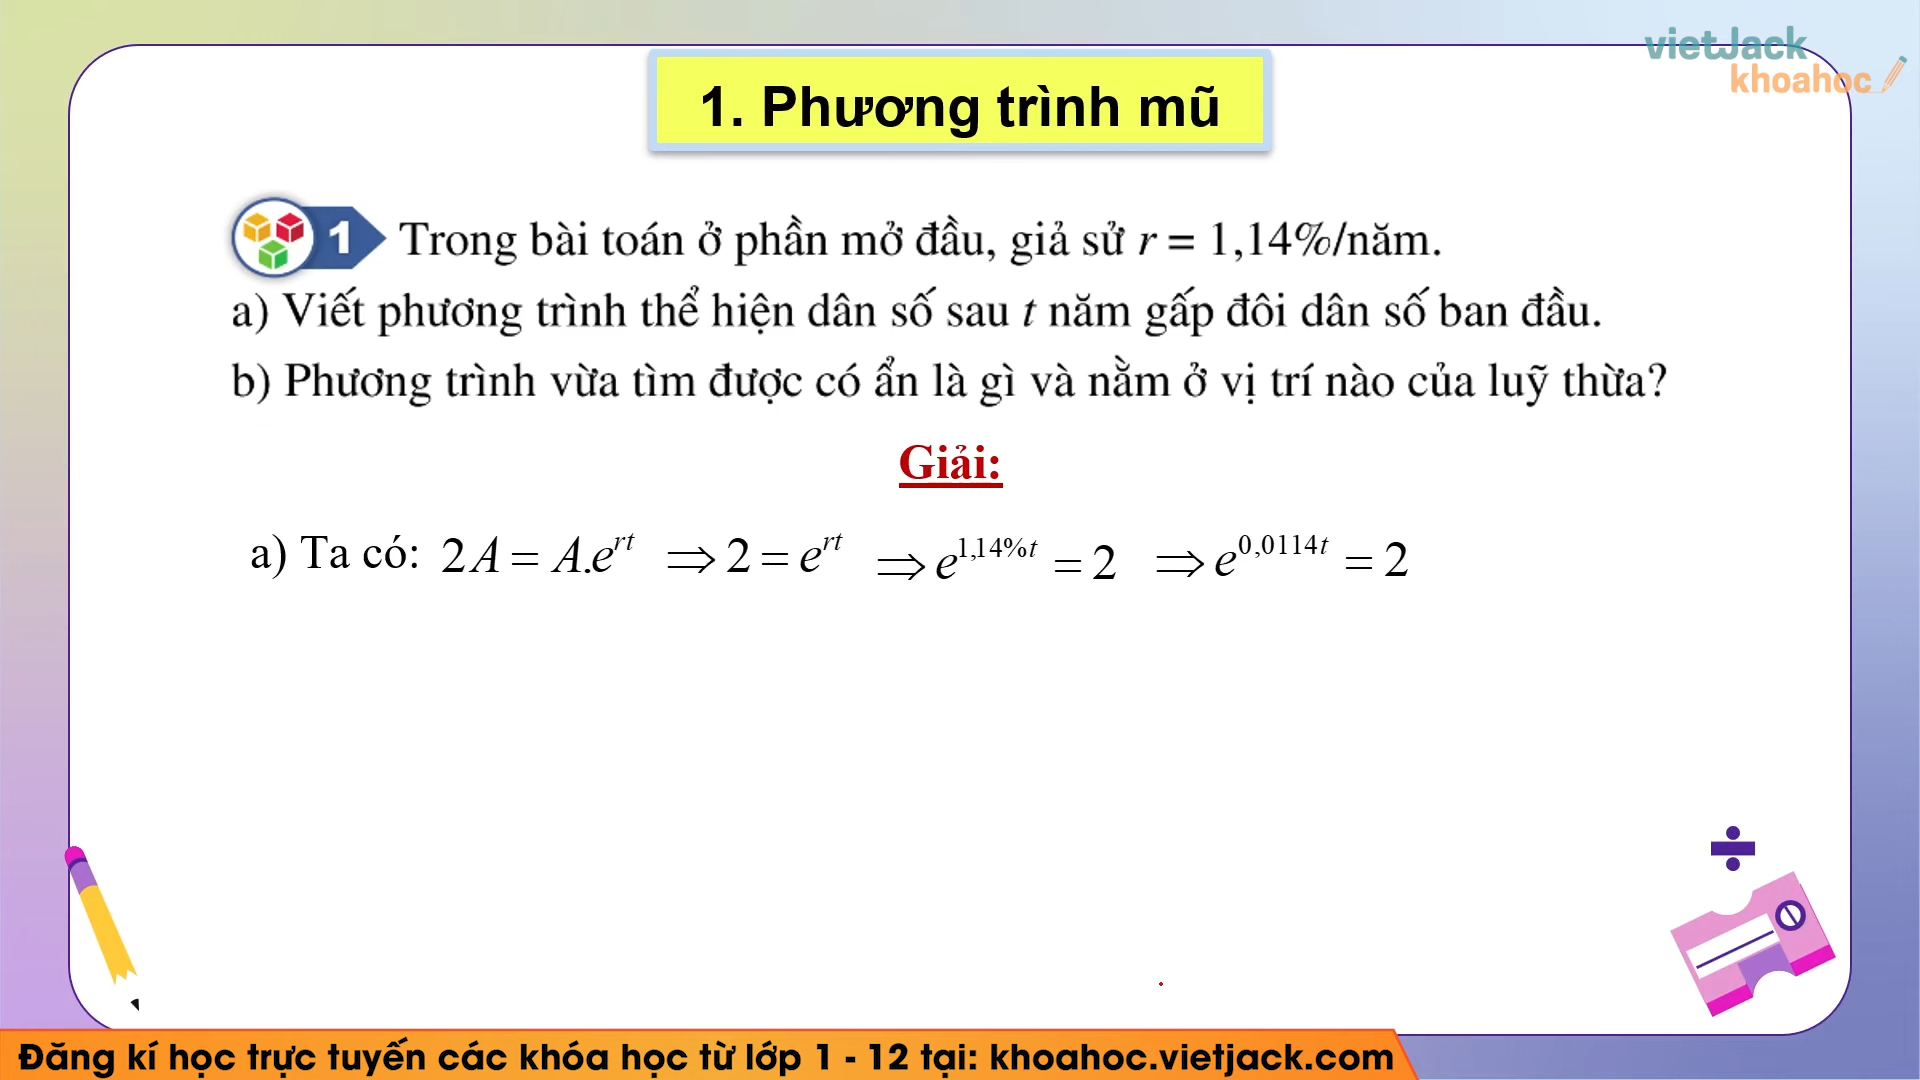 vietJack
khoahoc
1. Phương trình mũ
1 Trong bài toán ở phần mở đầu, giả sử r = 1,14%/năm.
a) Viết phương trình thể hiện dân số sau t năm gấp đôi dân số ban đầu.
b) Phương trình vừa tìm được có ẩn là gì và nằm ở vị trí nào của luỹ thừa?
Giải:
a) Ta có: 2A = A.e^{rt} ⇒ 2 = e^{rt} ⇒ e^{1,14%t} = 2 ⇒ e^{0,0114t} = 2
Đăng kí học trực tuyến các khóa học từ lớp 1 - 12 tại: khoahoc.vietjack.com